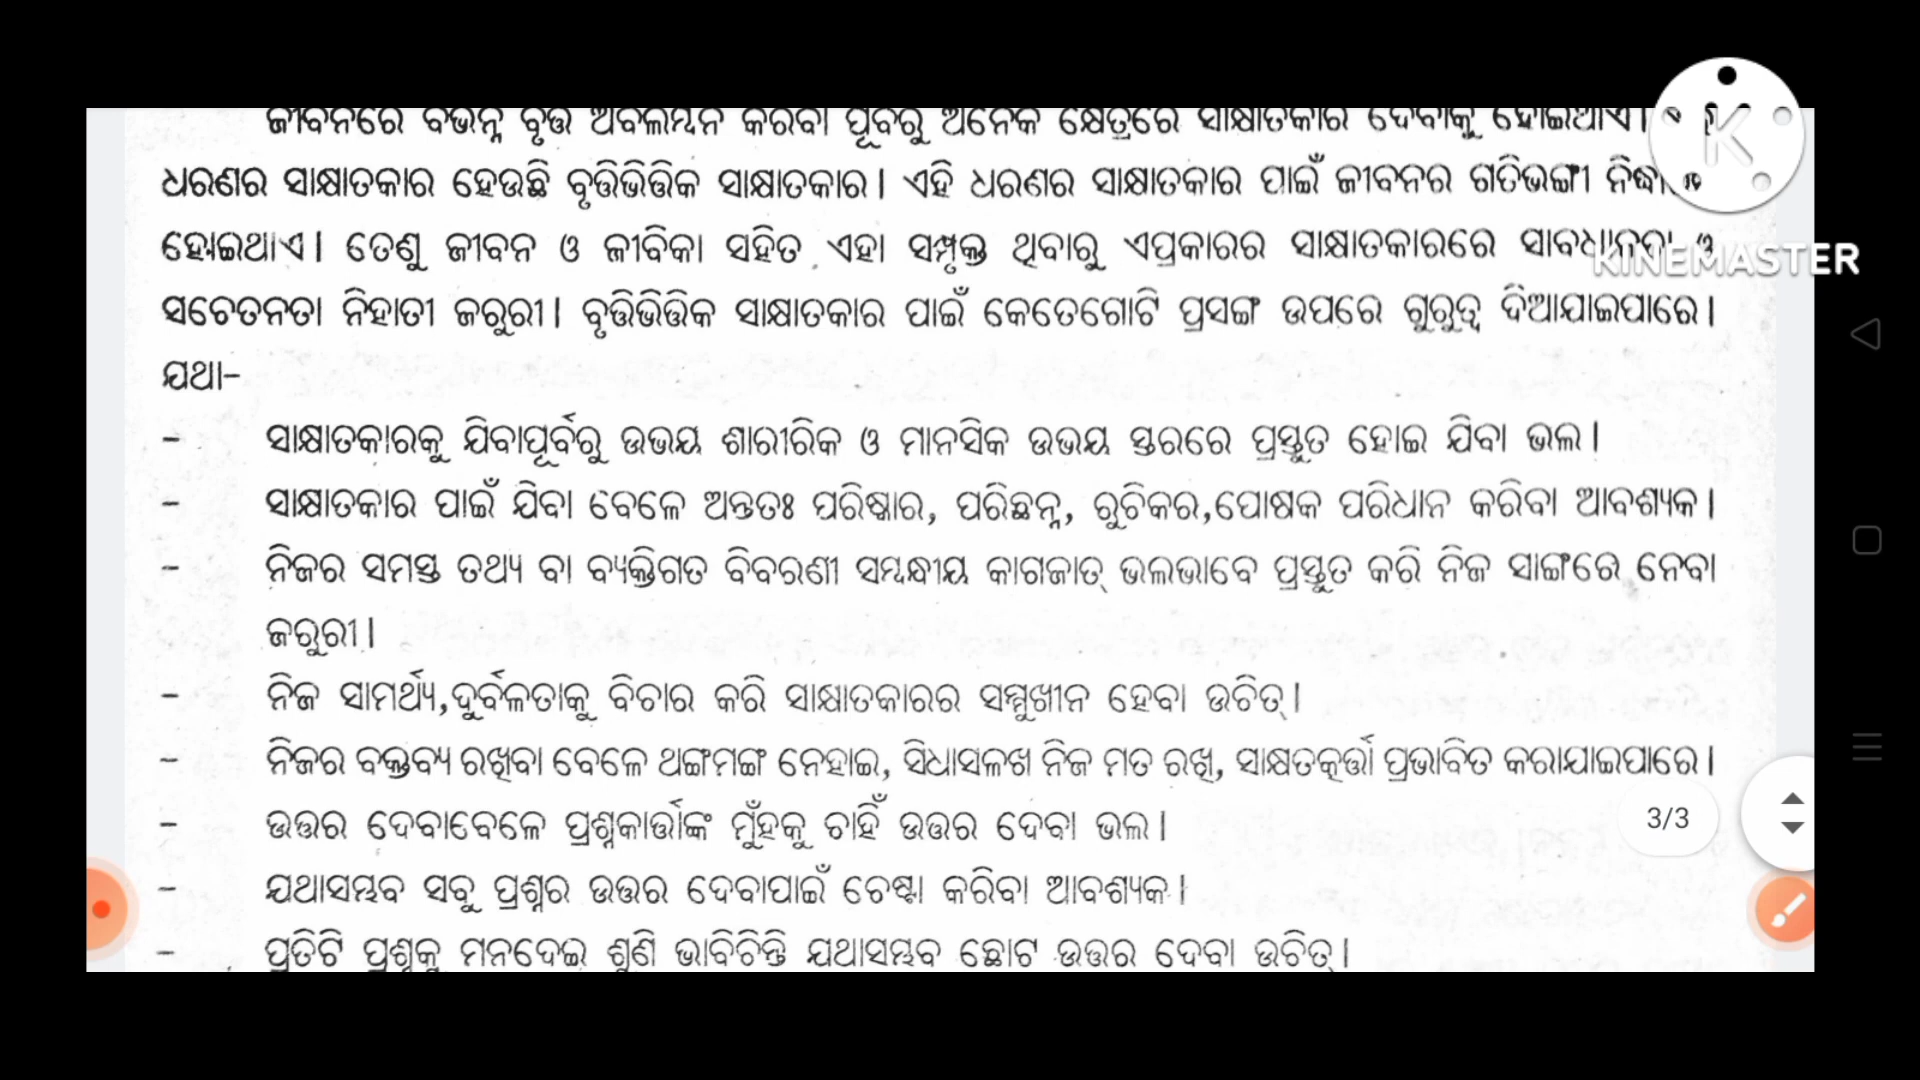 ଜୀବନରେ ବିଭିନ୍ନ ବୃତ୍ତି ଅବଲମ୍ବନ କରିବା ପୂର୍ବରୁ ଅନେକ କ୍ଷେତ୍ରରେ ସାକ୍ଷାତକାର ଦେବାକୁ ହୋଇଥାଏ।
ଧରଣର ସାକ୍ଷାତକାର ହେଉଛି ବୃତ୍ତିଭିତ୍ତିକ ସାକ୍ଷାତକାର। ଏହି ଧରଣର ସାକ୍ଷାତକାର ପାଇଁ ଜୀବନର ଗତିଭଙ୍ଗୀ
ହୋଇଥାଏ। ତେଣୁ ଜୀବନ ଓ ଜୀବିକା ସହିତ ଏହା ସମ୍ପୃକ୍ତ ଥିବାରୁ ଏପ୍ରକାରର ସାକ୍ଷାତକାରରେ ସାବଧାନତା ଓ
ସଚେତନତା ନିହାତୀ ଜରୁରୀ। ବୃତ୍ତିଭିତ୍ତିକ ସାକ୍ଷାତକାର ପାଇଁ କେତେଗୋଟି ପ୍ରସଙ୍ଗ ଉପରେ ଗୁରୁତ୍ୱ ଦିଆଯାଇପାରେ।
ଯଥା-
- ସାକ୍ଷାତକାରକୁ ଯିବାପୂର୍ବରୁ ଉଭୟ ଶାରୀରିକ ଓ ମାନସିକ ଉଭୟ ସ୍ତରରେ ପ୍ରସ୍ତୁତ ହୋଇ ଯିବା ଭଲ।
- ସାକ୍ଷାତକାର ପାଇଁ ଯିବା ବେଳେ ଅନ୍ତତଃ ପରିଷ୍କାର, ପରିଛନ୍ନ, ରୁଚିକର,ପୋଷାକ ପରିଧାନ କରିବା ଆବଶ୍ୟକ।
- ନିଜର ସମସ୍ତ ତଥ୍ୟ ବା ବ୍ୟକ୍ତିଗତ ବିବରଣୀ ସମ୍ବନ୍ଧୀୟ କାଗଜାତ୍ ଭଲଭାବେ ପ୍ରସ୍ତୁତ କରି ନିଜ ସାଙ୍ଗରେ ନେବା
ଜରୁରୀ।
- ନିଜ ସାମର୍ଥ୍ୟ,ଦୁର୍ବଳତାକୁ ବିଚାର କରି ସାକ୍ଷାତକାରର ସମ୍ମୁଖୀନ ହେବା ଉଚିତ୍।
- ନିଜର ବକ୍ତବ୍ୟ ରଖିବା ବେଳେ ଥଙ୍ଗମଙ୍ଗ ନେହାଇ, ସିଧାସଳଖ ନିଜ ମତ ରଖି, ସାକ୍ଷତକର୍ତ୍ତା ପ୍ରଭାବିତ କରାଯାଇପାରେ।
- ଉତ୍ତର ଦେବାବେଳେ ପ୍ରଶ୍ନକାର୍ତ୍ତାଙ୍କ ମୁଁହକୁ ଚାହିଁ ଉତ୍ତର ଦେବା ଭଲ।
- ଯଥାସମ୍ଭବ ସବୁ ପ୍ରଶ୍ନର ଉତ୍ତର ଦେବାପାଇଁ ଚେଷ୍ଟା କରିବା ଆବଶ୍ୟକ।
- ପ୍ରତିଟି ପ୍ରଶ୍ନକୁ ମନଦେଇ ଶୁଣି ଭାବିଚିନ୍ତି ଯଥାସମ୍ଭବ ଛୋଟ ଉତ୍ତର ଦେବା ଉଚିତ୍।
K
KINEMASTER
3/3